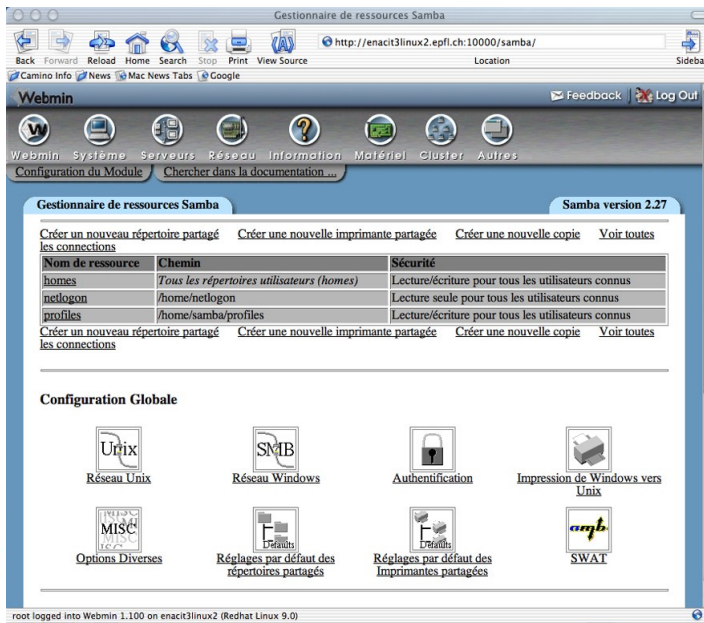 Gestionnaire de ressources Samba
http://enacit3linux2.epfl.ch:10000/samba/
Back Forward Reload Home Search Stop Print View Source Location Sideba
Camino Info News Mac News Tabs Google
Webmin Feedback Log Out
W
Webmin Système Serveurs Réseau Information Matériel Cluster Autres
Configuration du Module Chercher dans la documentation ...
Gestionnaire de ressources Samba Samba version 2.27
Créer un nouveau répertoire partagé Créer une nouvelle imprimante partagée Créer une nouvelle copie Voir toutes
les connections
Nom de ressource Chemin Sécurité
homes Tous les répertoires utilisateurs (homes) Lecture/écriture pour tous les utilisateurs connus
netlogon /home/netlogon Lecture seule pour tous les utilisateurs connus
profiles /home/samba/profiles Lecture/écriture pour tous les utilisateurs connus
Créer un nouveau répertoire partagé Créer une nouvelle imprimante partagée Créer une nouvelle copie Voir toutes
les connections
Configuration Globale
Unix SMB
Réseau Unix Réseau Windows Authentification Impression de Windows vers
Unix
MISC Defaults Defaults amb
Options Diverses Réglages par défaut des Réglages par défaut des SWAT
répertoires partagés Imprimantes partagées
root logged into Webmin 1.100 on enacit3linux2 (Redhat Linux 9.0)